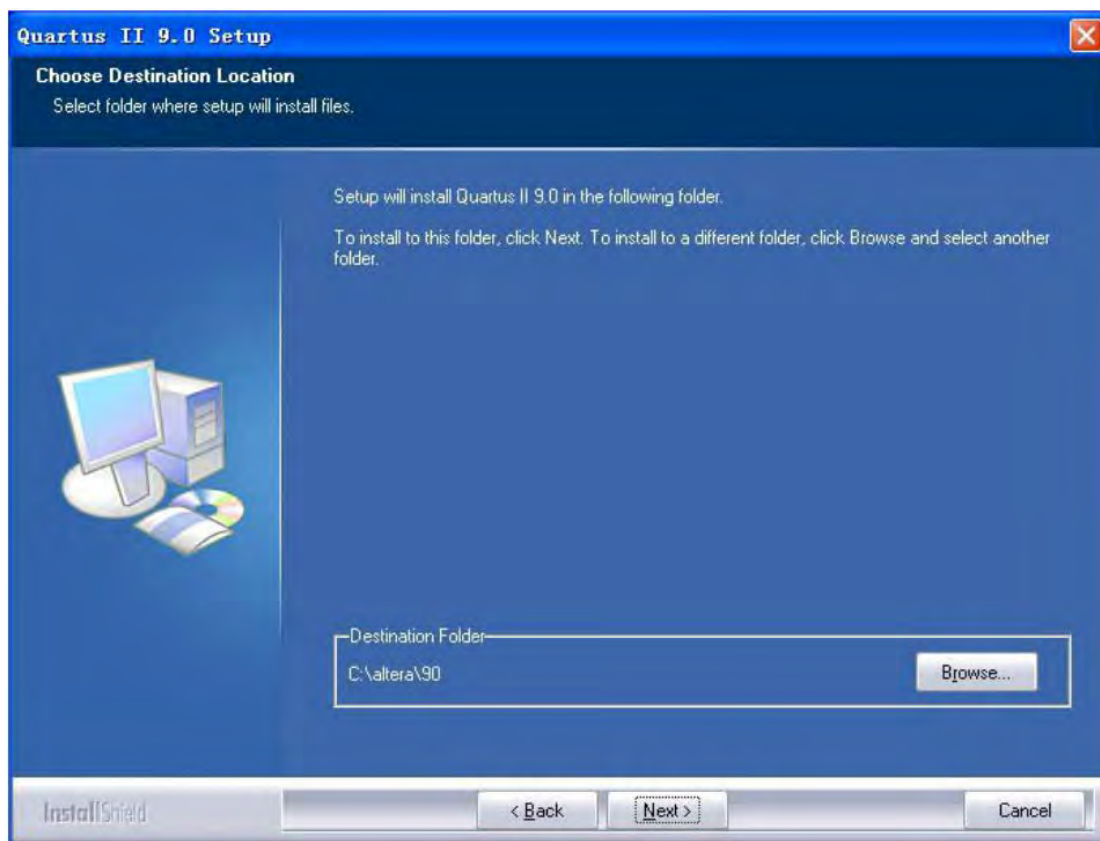 Quartus II 9.0 Setup
Choose Destination Location
Select folder where setup will install files.
Setup will install Quartus II 9.0 in the following folder.
To install to this folder, click Next. To install to a different folder, click Browse and select another
folder.
Destination Folder
C:\altera\90
Browse...
InstallShield
< Back
Next >
Cancel